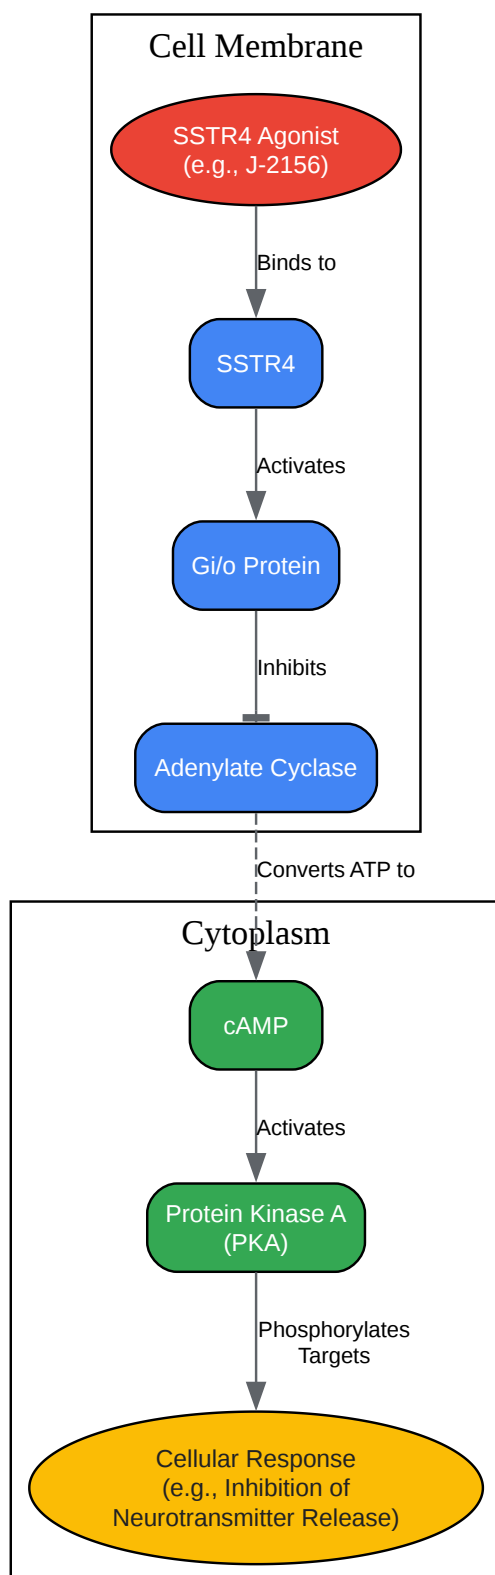 Cell Membrane
SSTR4 Agonist
(e.g., J-2156)
Binds to
SSTR4
Activates
Gi/o Protein
Inhibits
Adenylate Cyclase
Converts ATP to
Cytoplasm
cAMP
Activates
Protein Kinase A
(PKA)
Phosphorylates
Targets
Cellular Response
(e.g., Inhibition of
Neurotransmitter Release)